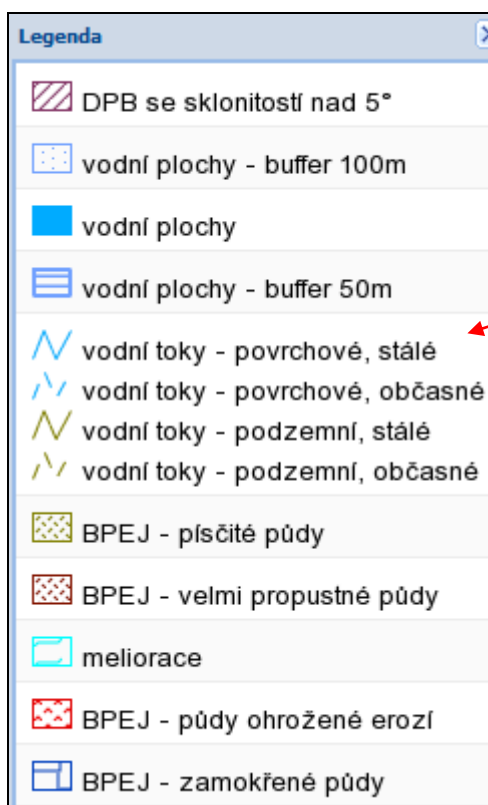 Legenda
DPB se sklonitostí nad 5°
vodní plochy - buffer 100m
vodní plochy
vodní plochy - buffer 50m
vodní toky - povrchové, stálé
vodní toky - povrchové, občasné
vodní toky - podzemní, stálé
vodní toky - podzemní, občasné
BPEJ - písčité půdy
BPEJ - velmi propustné půdy
meliorace
BPEJ - půdy ohrožené erozí
BPEJ - zamokřené půdy